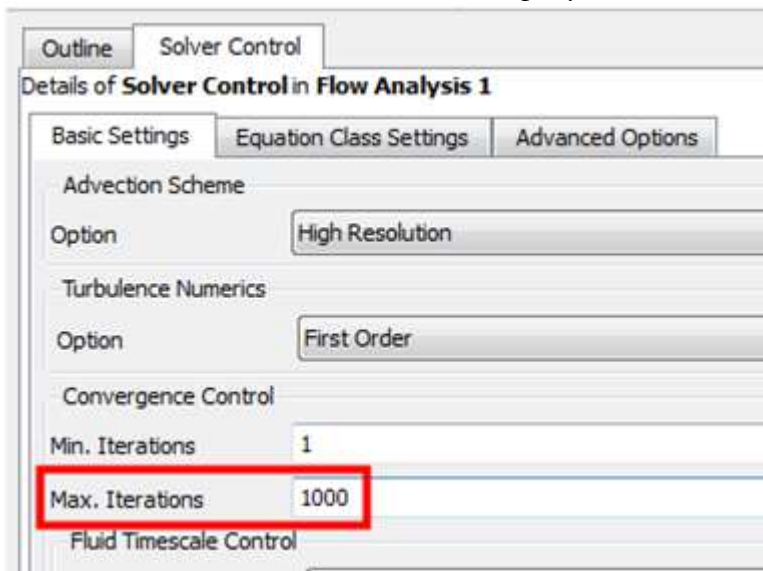 Outline Solver Control
Details of Solver Control in Flow Analysis 1
Basic Settings Equation Class Settings Advanced Options
Advection Scheme
Option High Resolution
Turbulence Numerics
Option First Order
Convergence Control
Min. Iterations 1
Max. Iterations 1000
Fluid Timescale Control